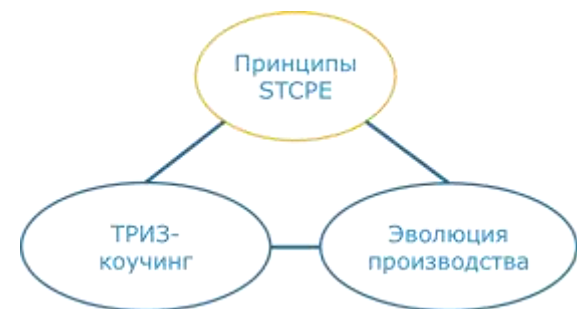 Принципы
STCPE
ТРИЗ-
коучинг
Эволюция
производства